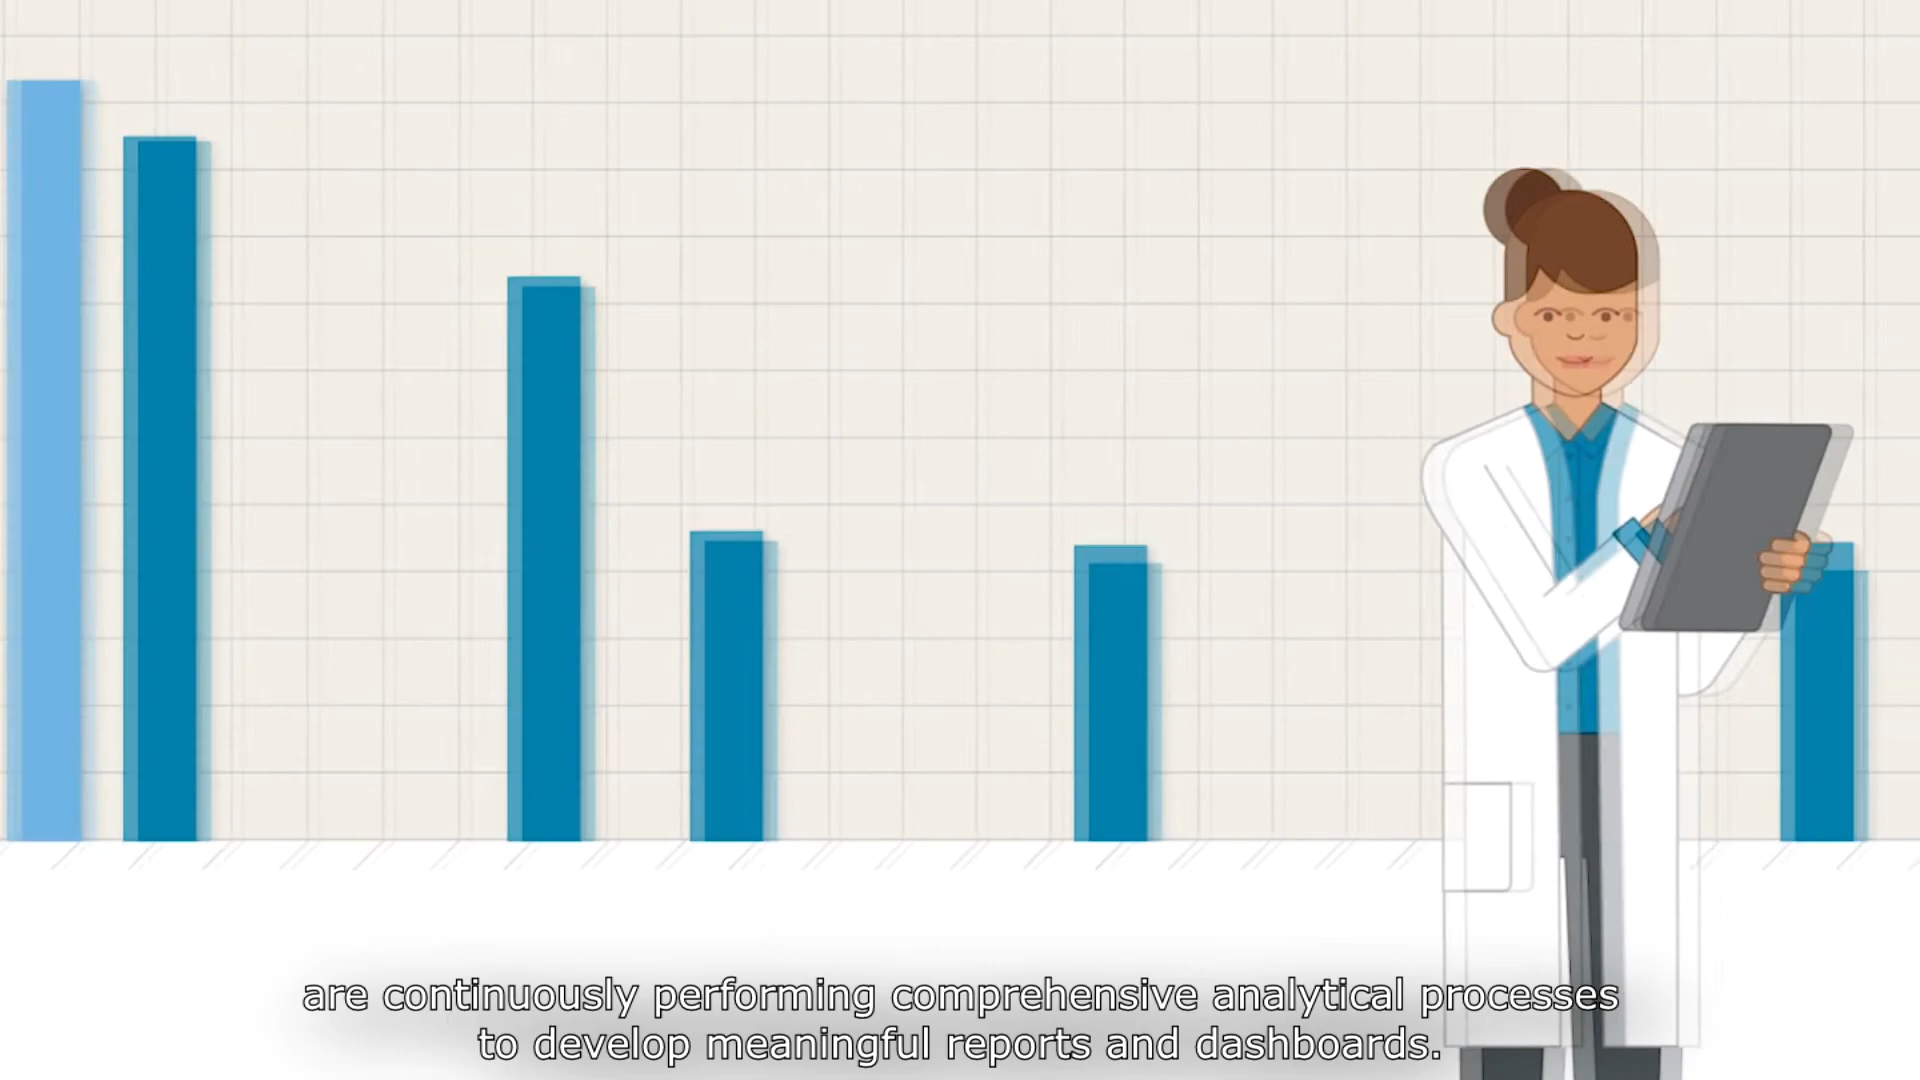 are continuously performing comprehensive analytical processes
to develop meaningful reports and dashboards.